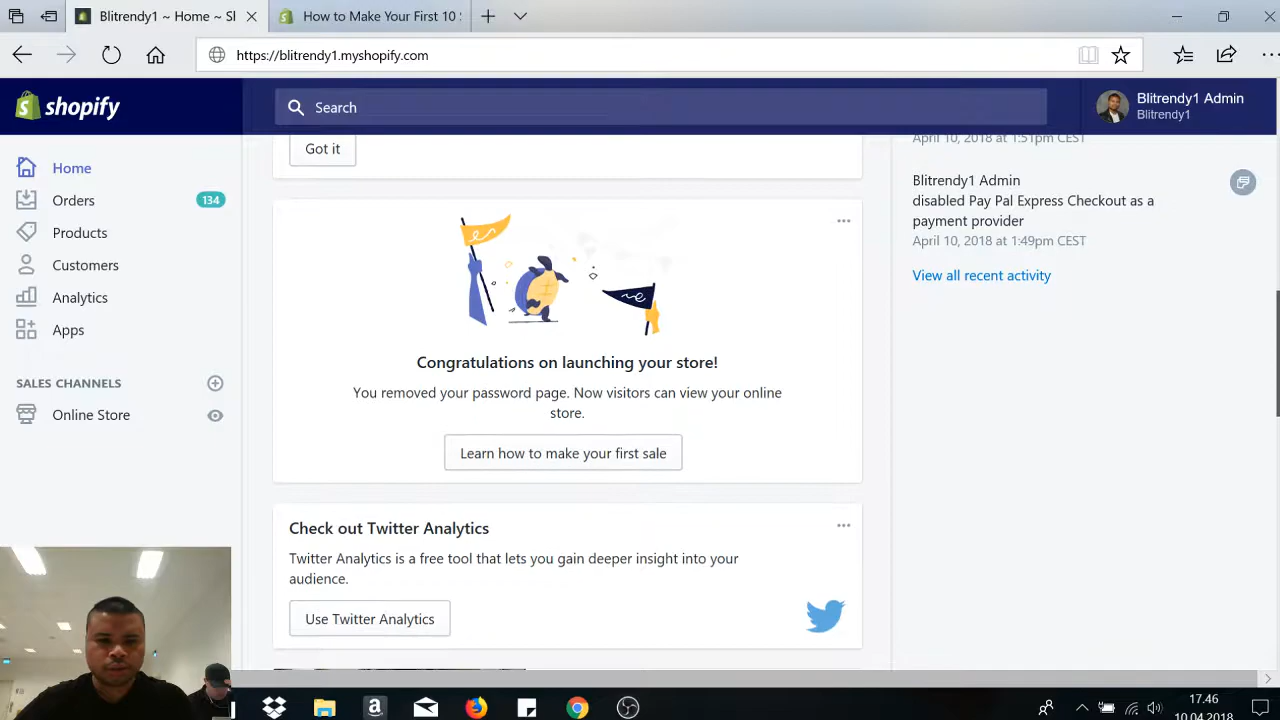 Blitrendy1 ~ Home ~ Sl
How to Make Your First 10
https://blitrendy1.myshopify.com
shopify
Search
Blitrendy1 Admin
Blitrendy1
Home
Orders
134
Products
Customers
Analytics
Apps
SALES CHANNELS
Online Store
Got it
Congratulations on launching your store!
You removed your password page. Now visitors can view your online
store.
Learn how to make your first sale
Check out Twitter Analytics
Twitter Analytics is a free tool that lets you gain deeper insight into your
audience.
Use Twitter Analytics
April 10, 2018 at 1:51pm CEST
Blitrendy1 Admin
disabled Pay Pal Express Checkout as a
payment provider
April 10, 2018 at 1:49pm CEST
View all recent activity
17.46
10.04.2018